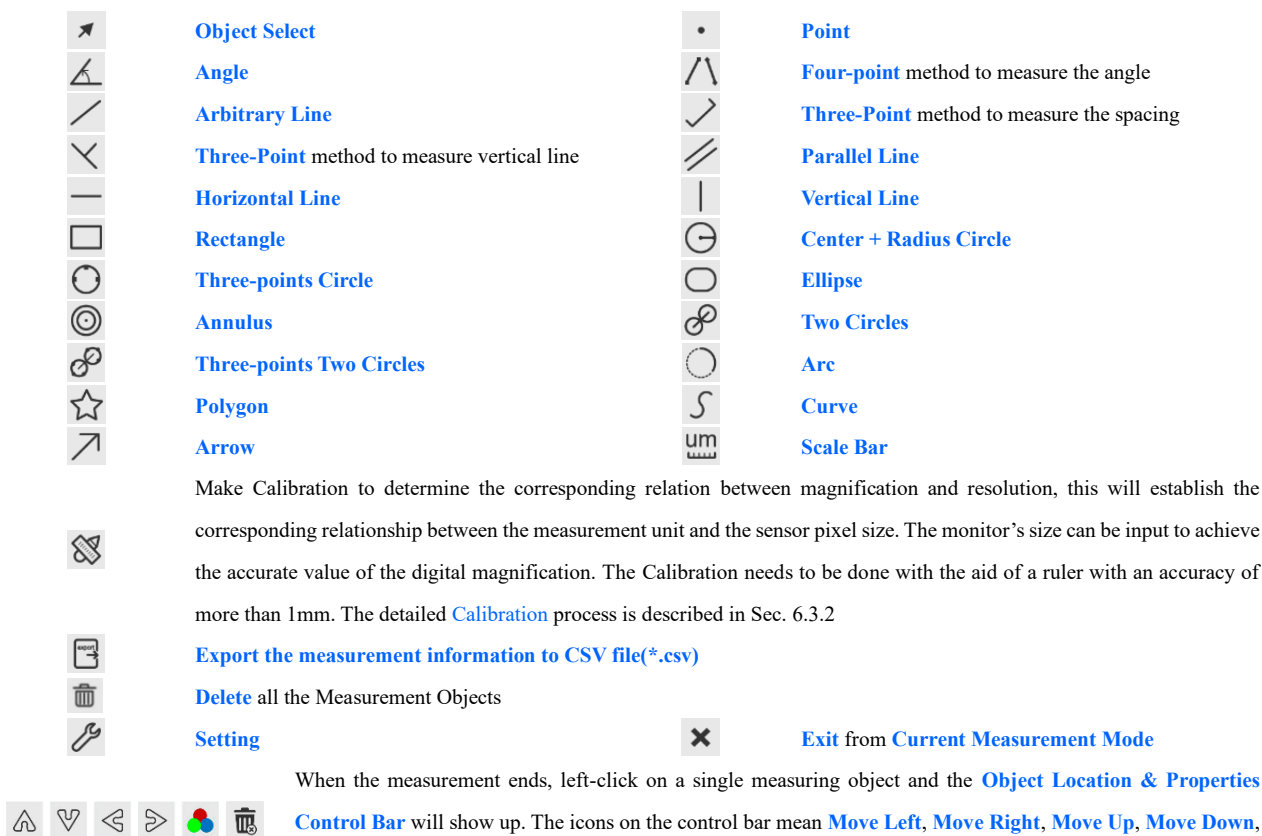 Object Select
Point
Angle
Four-point method to measure the angle
Arbitrary Line
Three-Point method to measure the spacing
Three-Point method to measure vertical line
Parallel Line
Horizontal Line
Vertical Line
Rectangle
Center + Radius Circle
Three-points Circle
Ellipse
Annulus
Two Circles
Three-points Two Circles
Arc
Polygon
Curve
Arrow
um
Scale Bar
Make Calibration to determine the corresponding relation between magnification and resolution, this will establish the
corresponding relationship between the measurement unit and the sensor pixel size. The monitor’s size can be input to achieve
the accurate value of the digital magnification. The Calibration needs to be done with the aid of a ruler with an accuracy of
more than 1mm. The detailed Calibration process is described in Sec. 6.3.2
export
Export the measurement information to CSV file(*.csv)
Delete all the Measurement Objects
Setting
Exit from Current Measurement Mode
When the measurement ends, left-click on a single measuring object and the Object Location & Properties
Control Bar will show up. The icons on the control bar mean Move Left, Move Right, Move Up, Move Down,